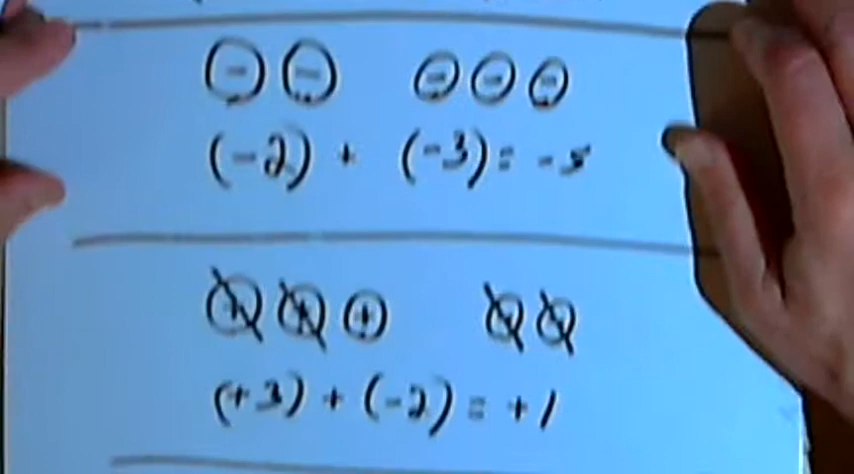 ⊖ ⊖ ⊖ ⊖ ⊖
(-2) + (-3) = -5
⊕ ⊕ ⊕ ⊖ ⊖
(+3) + (-2) = +1